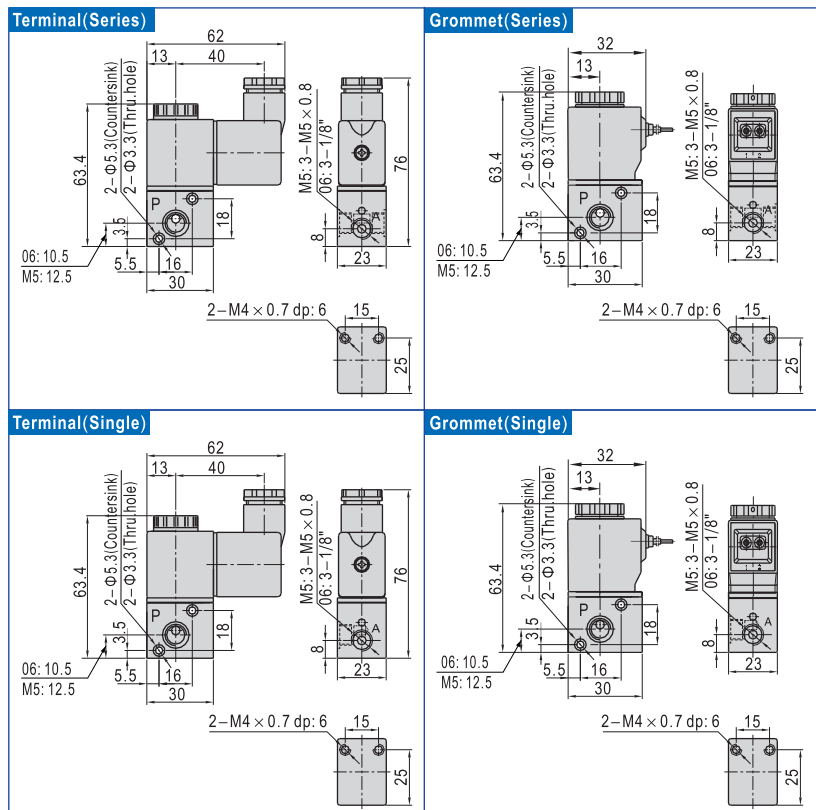 Terminal(Series)
62
13
40
2–Φ5.3(Countersink)
2–Φ3.3(Thru.hole)
63.4
P
3.5
18
06: 10.5
M5: 12.5
5.5
16
30
M5: 3–M5×0.8
06: 3–1/8"
76
A
8
23
2–M4×0.7 dp: 6
15
25
Grommet(Series)
32
13
2–Φ5.3(Countersink)
2–Φ3.3(Thru.hole)
63.4
P
3.5
18
06: 10.5
M5: 12.5
5.5
16
30
M5: 3–M5×0.8
06: 3–1/8"
1 2
A
8
23
2–M4×0.7 dp: 6
15
25
Terminal(Single)
62
13
40
2–Φ5.3(Countersink)
2–Φ3.3(Thru.hole)
63.4
P
3.5
18
06: 10.5
M5: 12.5
5.5
16
30
M5: 3–M5×0.8
06: 3–1/8"
76
A
8
23
2–M4×0.7 dp: 6
15
25
Grommet(Single)
32
13
2–Φ5.3(Countersink)
2–Φ3.3(Thru.hole)
63.4
P
3.5
18
06: 10.5
M5: 12.5
5.5
16
30
M5: 3–M5×0.8
06: 3–1/8"
A
8
23
2–M4×0.7 dp: 6
15
25